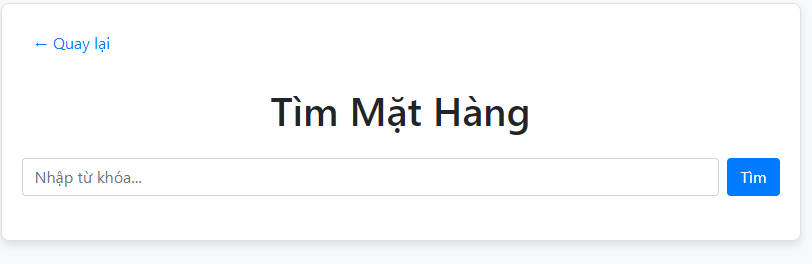 ← Quay lại
Tìm Mặt Hàng
Nhập từ khóa...
Tìm